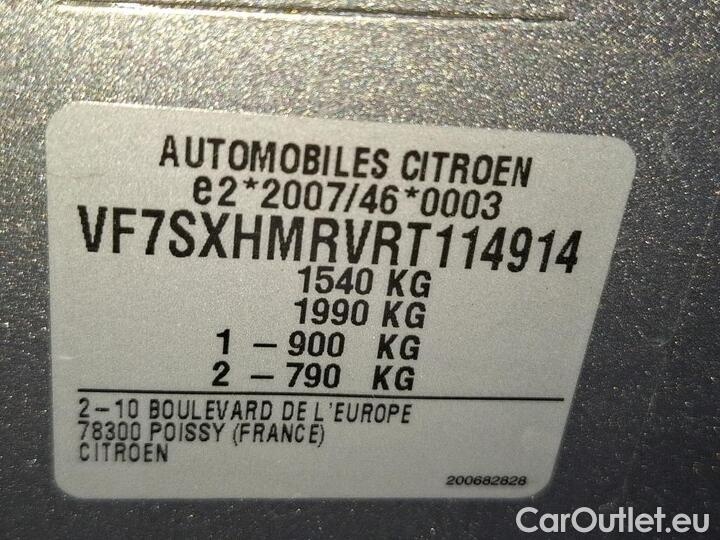 AUTOMOBILES CITROEN
e2*2007/46*0003
VF7SXHMRVRT114914
1540 KG
1990 KG
1 – 900 KG
2 – 790 KG
2–10 BOULEVARD DE L'EUROPE
78300 POISSY (FRANCE)
CITROEN
200682828
CarOutlet.eu